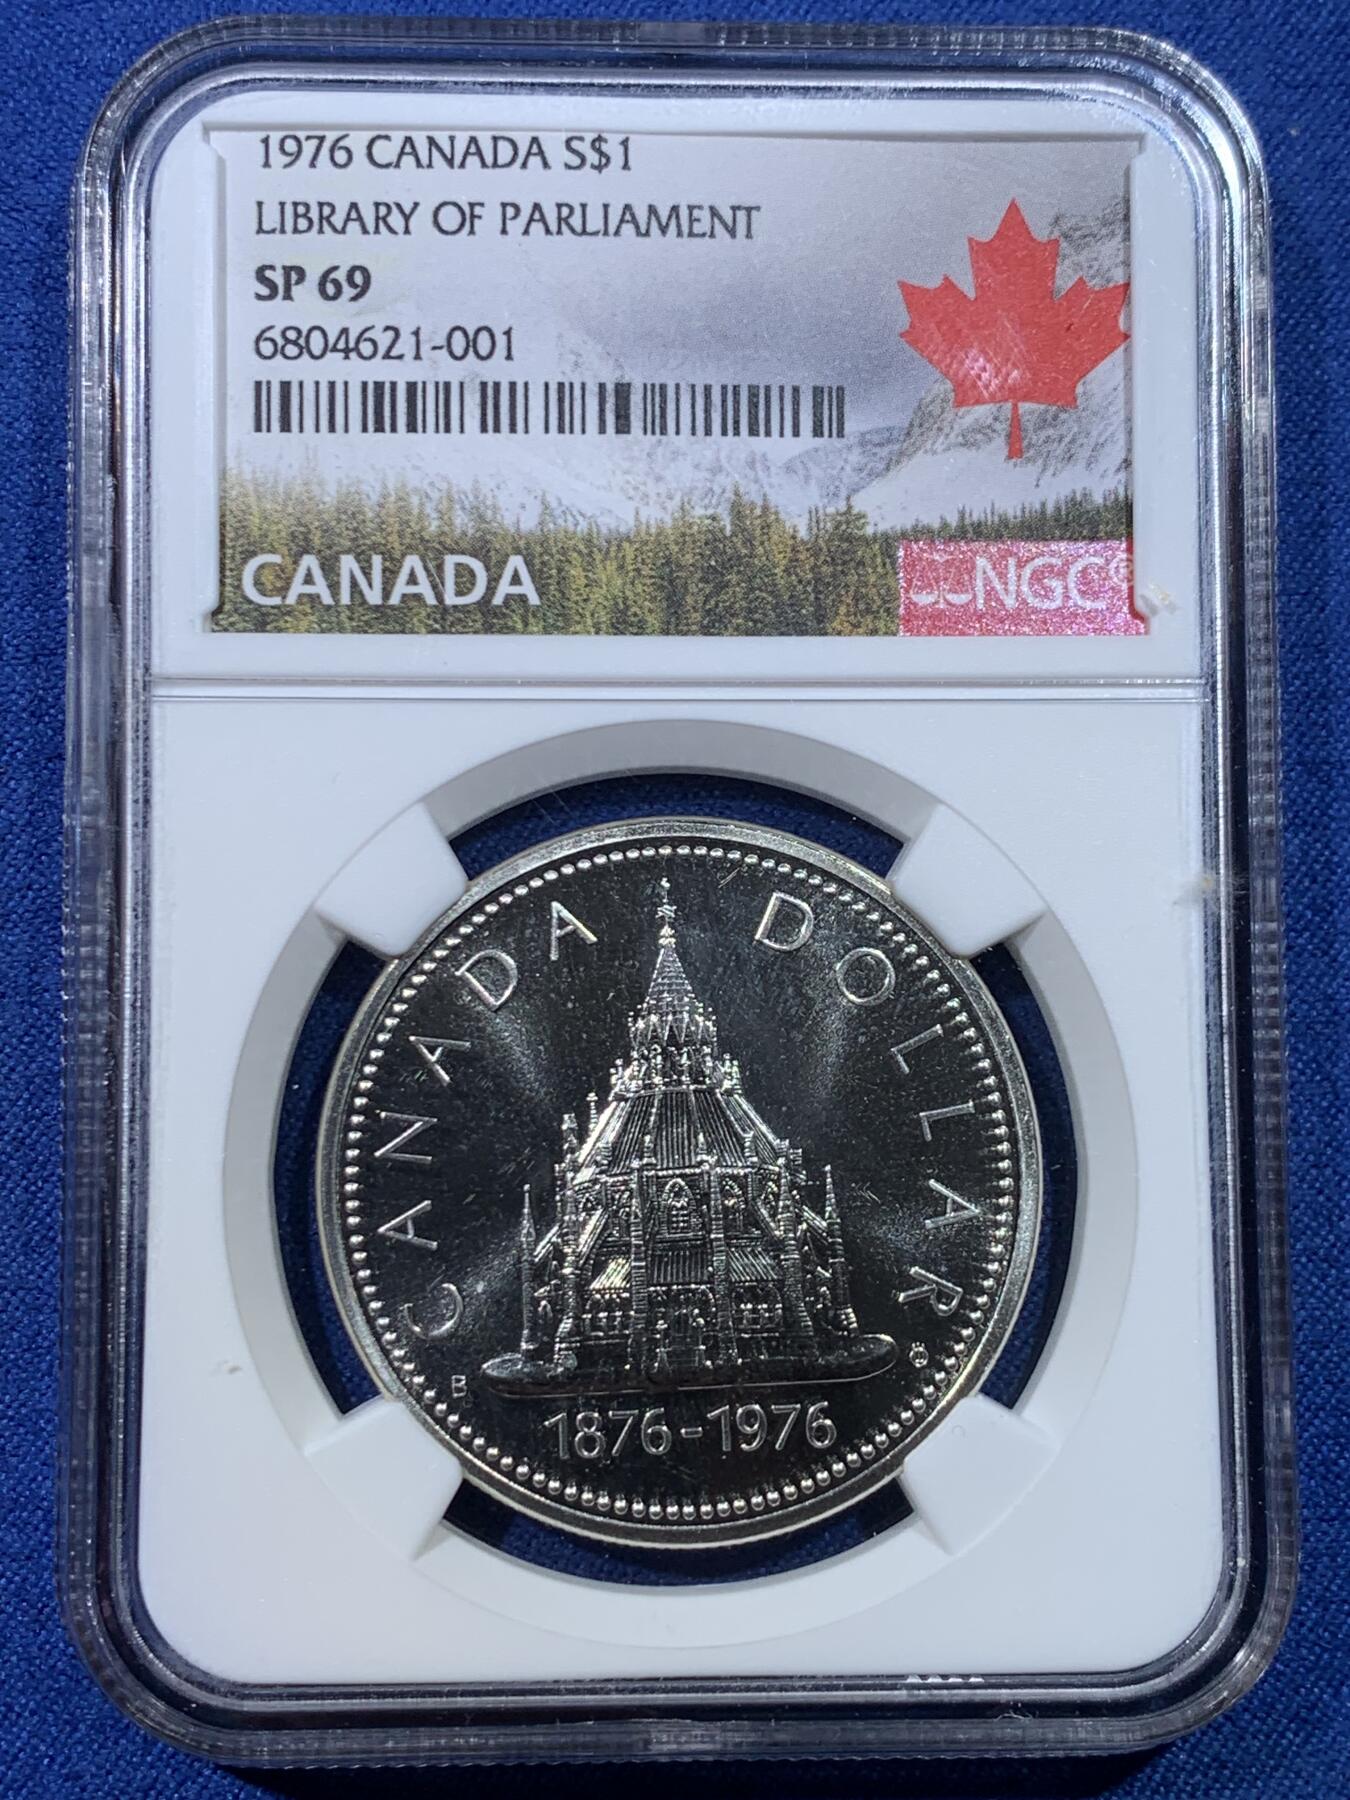 1976 CANADA S$1
LIBRARY OF PARLIAMENT
SP 69
6804621-001
CANADA
NGC®
CANADA DOLLAR
B
1876-1976